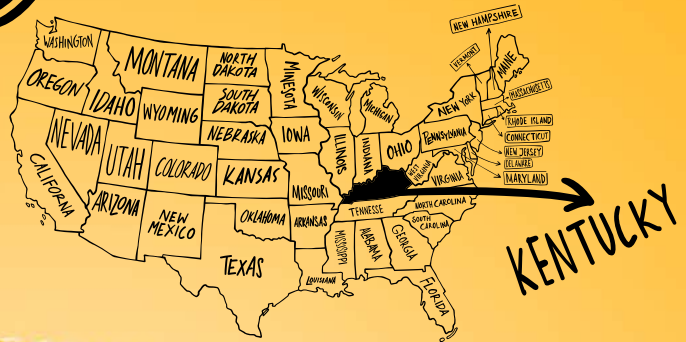 NEW HAMPSHIRE
WASHINGTON
MONTANA
NORTH
DAKOTA
MINNESOTA
VERMONT
MAINE
OREGON
IDAHO
WYOMING
SOUTH
DAKOTA
WISCONSIN
MICHIGAN
NEW YORK
MASSACHUSETTS
RHODE ISLAND
CONNECTICUT
NEW JERSEY
DELAWARE
MARYLAND
NEVADA
UTAH
COLORADO
NEBRASKA
IOWA
ILLINOIS
INDIANA
OHIO
PENNSYLVANIA
WEST
VIRGINIA
VIRGINIA
CALIFORNIA
ARIZONA
NEW
MEXICO
KANSAS
MISSOURI
OKLAHOMA
ARKANSAS
TENNESSE
NORTH CAROLINA
SOUTH
CAROLINA
TEXAS
LOUISIANA
MISSISSIPPI
ALABAMA
GEORGIA
FLORIDA
KENTUCKY